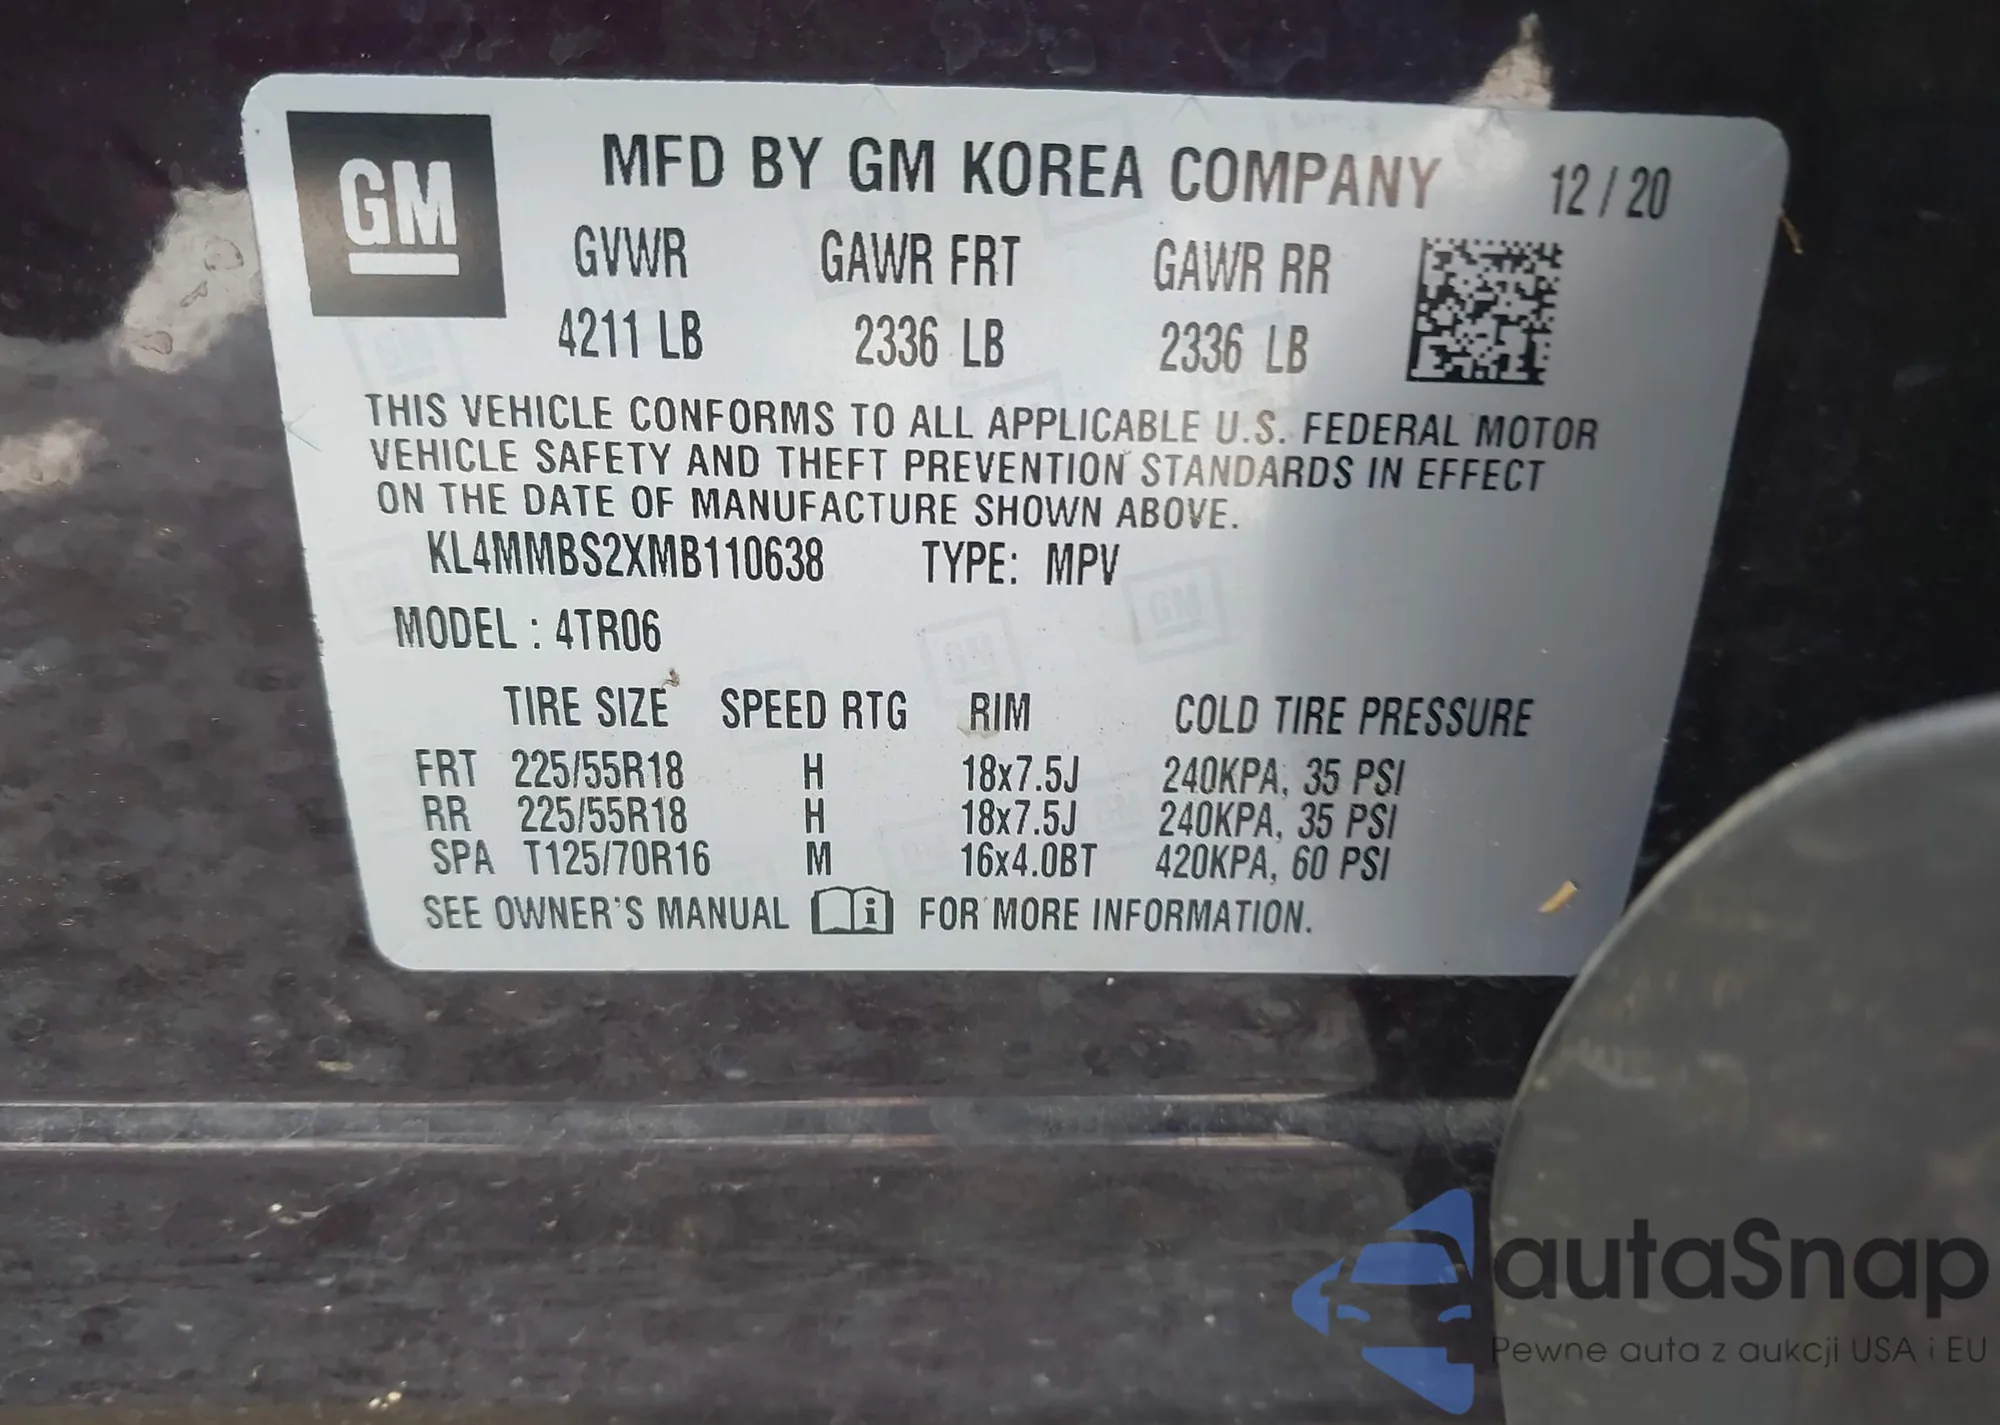 GM
MFD BY GM KOREA COMPANY 12 / 20
GVWR GAWR FRT GAWR RR
4211 LB 2336 LB 2336 LB
THIS VEHICLE CONFORMS TO ALL APPLICABLE U.S. FEDERAL MOTOR
VEHICLE SAFETY AND THEFT PREVENTION STANDARDS IN EFFECT
ON THE DATE OF MANUFACTURE SHOWN ABOVE.
KL4MMBS2XMB110638 TYPE: MPV
MODEL : 4TR06
TIRE SIZE SPEED RTG RIM COLD TIRE PRESSURE
FRT 225/55R18 H 18x7.5J 240KPA, 35 PSI
RR 225/55R18 H 18x7.5J 240KPA, 35 PSI
SPA T125/70R16 M 16x4.0BT 420KPA, 60 PSI
SEE OWNER'S MANUAL i FOR MORE INFORMATION.
autaSnap
Pewne auta z aukcji USA i EU